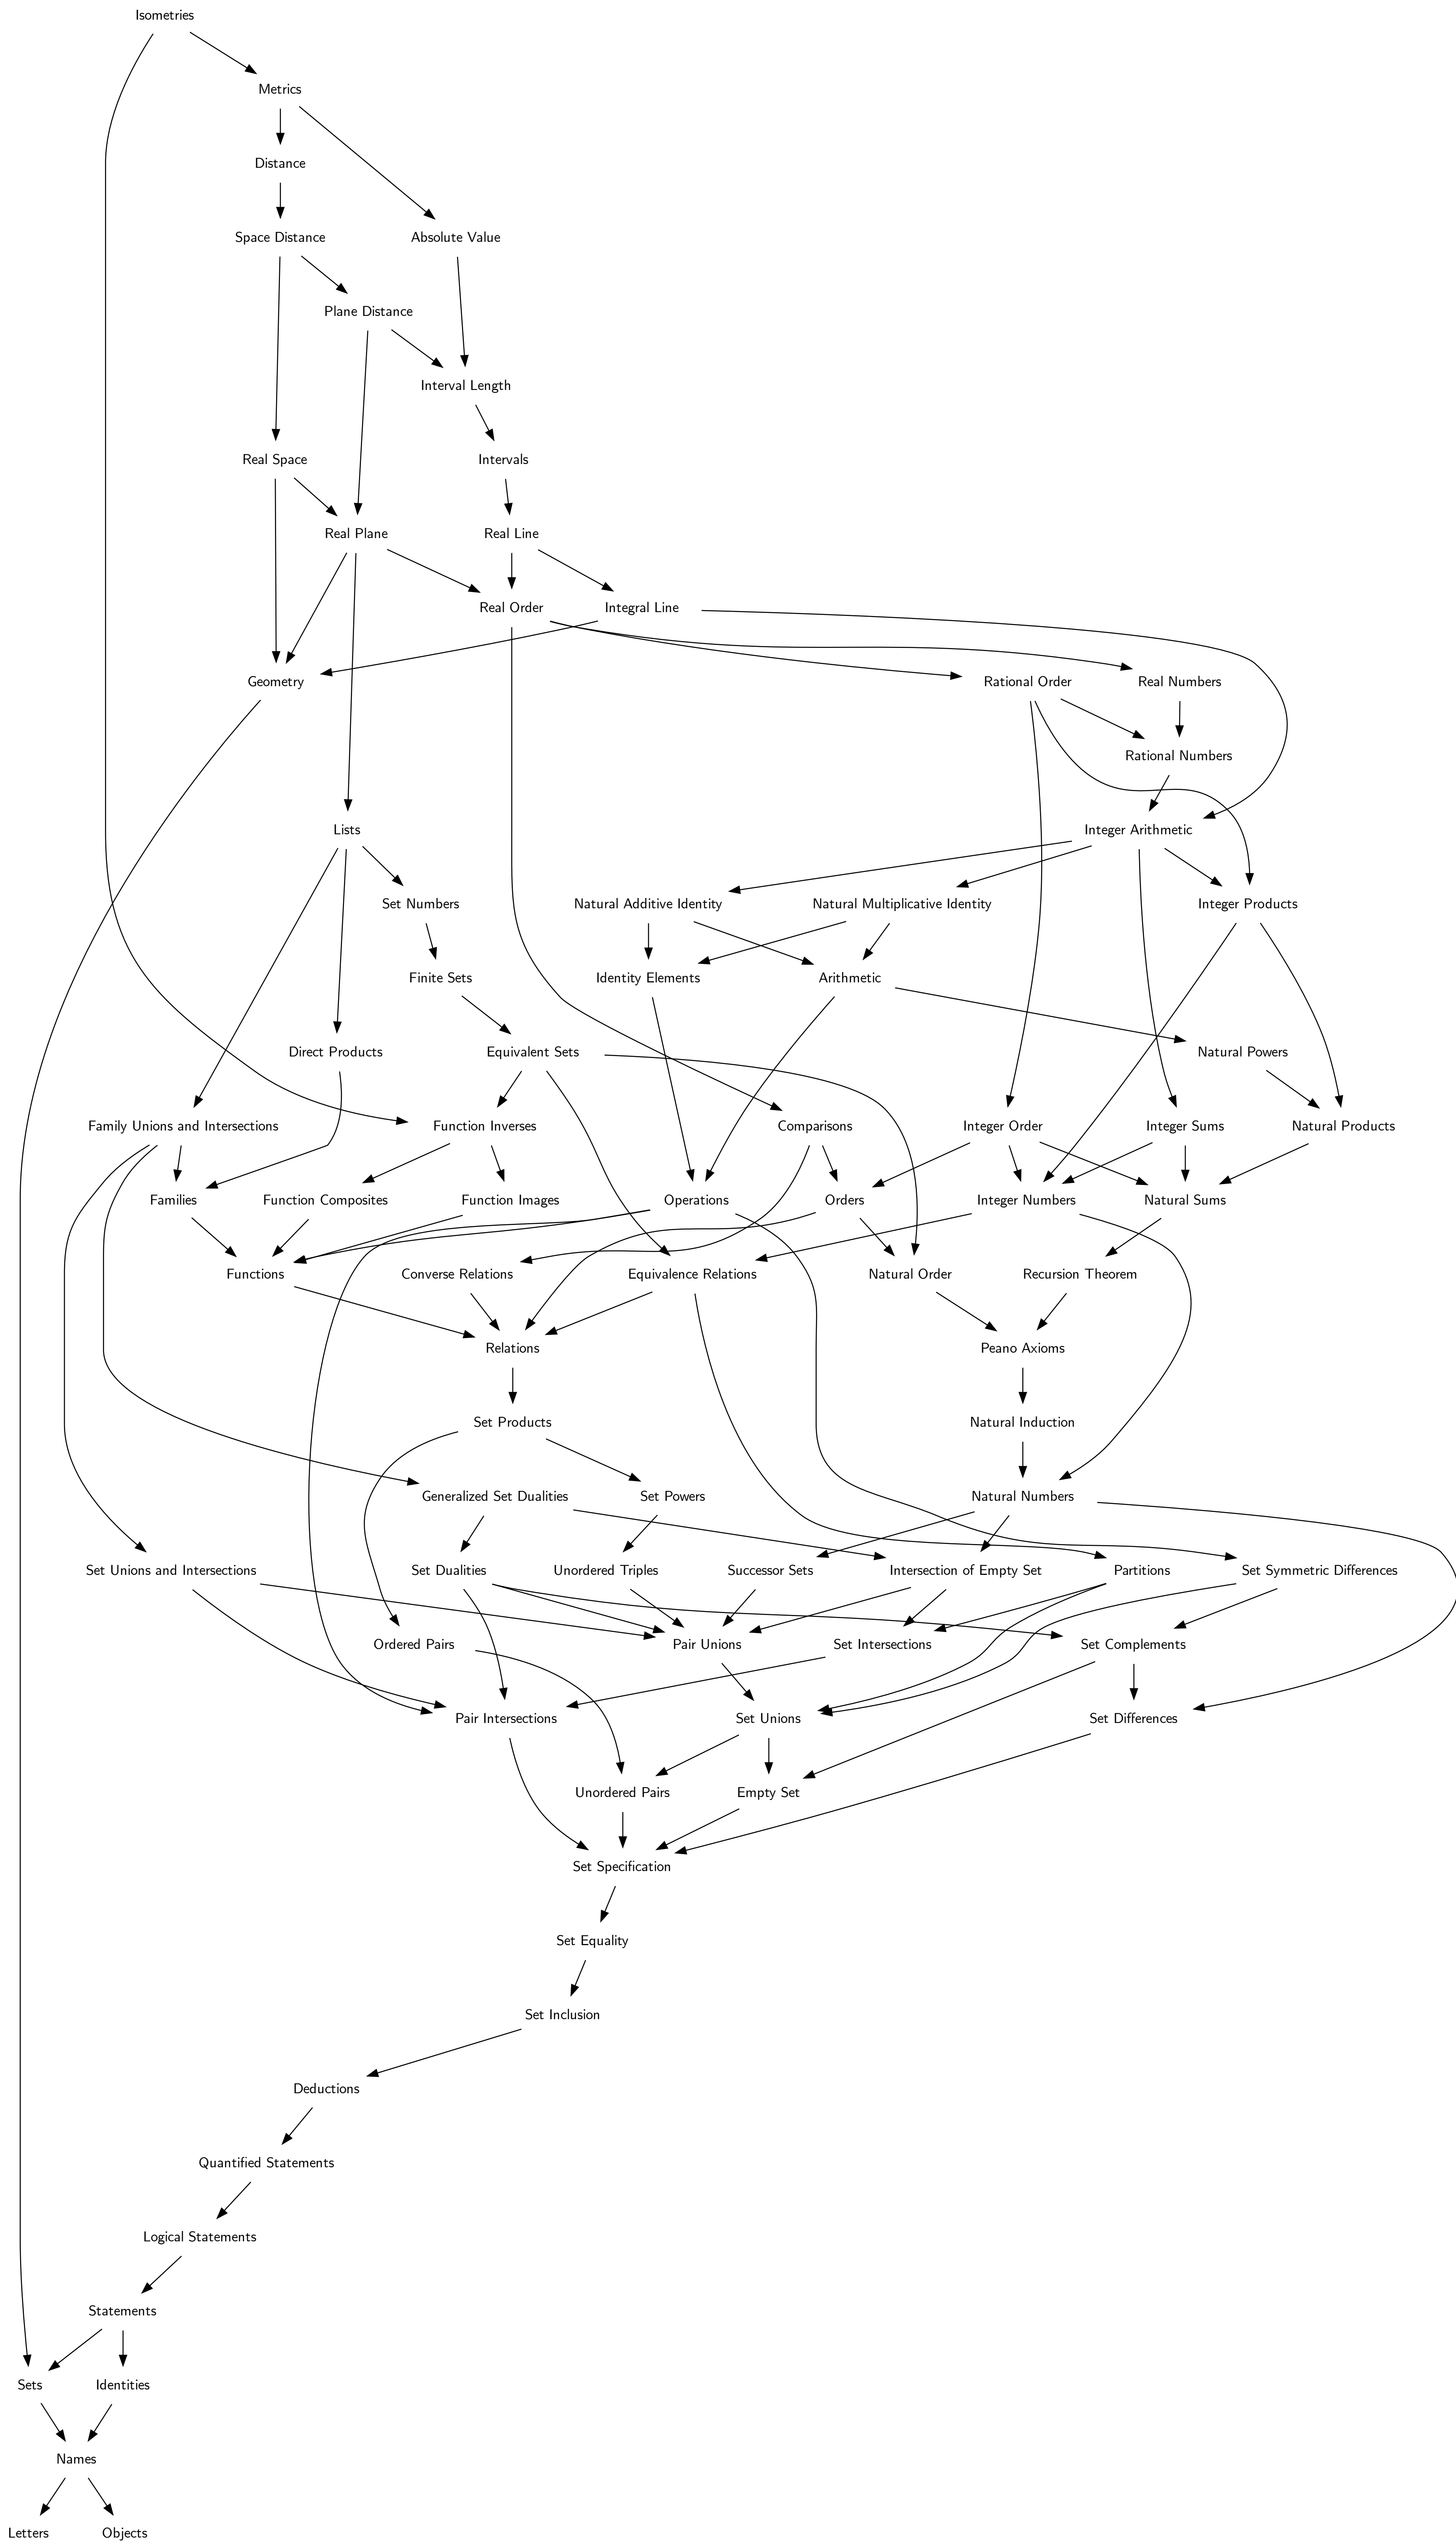 Isometries
Metrics
Distance
Space Distance
Absolute Value
Plane Distance
Interval Length
Real Space
Intervals
Real Plane
Real Line
Real Order
Integral Line
Geometry
Rational Order
Real Numbers
Rational Numbers
Lists
Integer Arithmetic
Set Numbers
Natural Additive Identity
Natural Multiplicative Identity
Integer Products
Finite Sets
Identity Elements
Arithmetic
Direct Products
Equivalent Sets
Natural Powers
Family Unions and Intersections
Function Inverses
Comparisons
Integer Order
Integer Sums
Natural Products
Families
Function Composites
Function Images
Operations
Orders
Integer Numbers
Natural Sums
Functions
Converse Relations
Equivalence Relations
Natural Order
Recursion Theorem
Relations
Peano Axioms
Set Products
Natural Induction
Generalized Set Dualities
Set Powers
Natural Numbers
Set Unions and Intersections
Set Dualities
Unordered Triples
Successor Sets
Intersection of Empty Set
Partitions
Set Symmetric Differences
Ordered Pairs
Pair Unions
Set Intersections
Set Complements
Pair Intersections
Set Unions
Set Differences
Unordered Pairs
Empty Set
Set Specification
Set Equality
Set Inclusion
Deductions
Quantified Statements
Logical Statements
Statements
Sets
Identities
Names
Letters
Objects